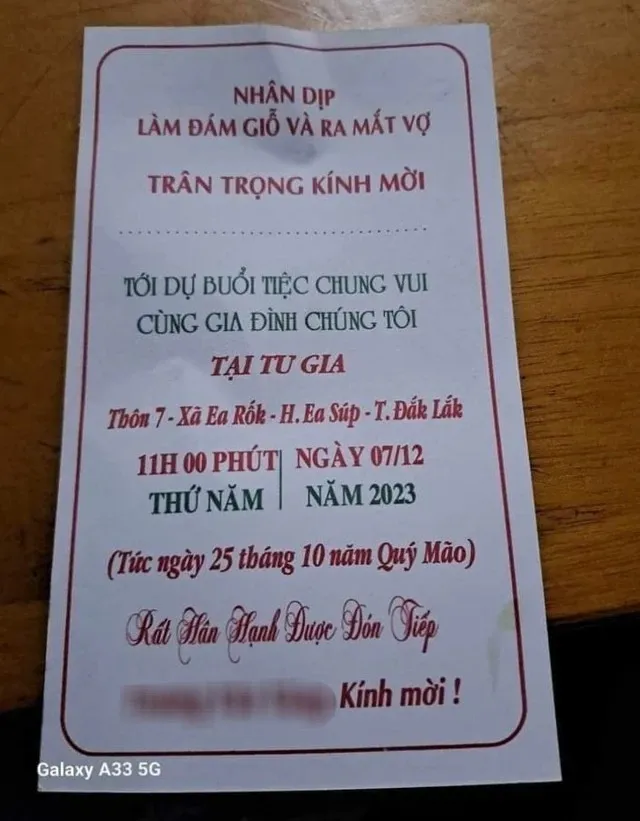 NHÂN DỊP
LÀM ĐÁM GIỖ VÀ RA MẮT VỢ
TRÂN TRỌNG KÍNH MỜI
TỚI DỰ BUỔI TIỆC CHUNG VUI
CÙNG GIA ĐÌNH CHÚNG TÔI
TẠI TƯ GIA
Thôn 7 - Xã Ea Rốk - H. Ea Súp - T. Đắk Lắk
11H 00 PHÚT NGÀY 07/12
THỨ NĂM NĂM 2023
(Tức ngày 25 tháng 10 năm Quý Mão)
Rất Hân Hạnh Được Đón Tiếp
Kính mời !
Galaxy A33 5G